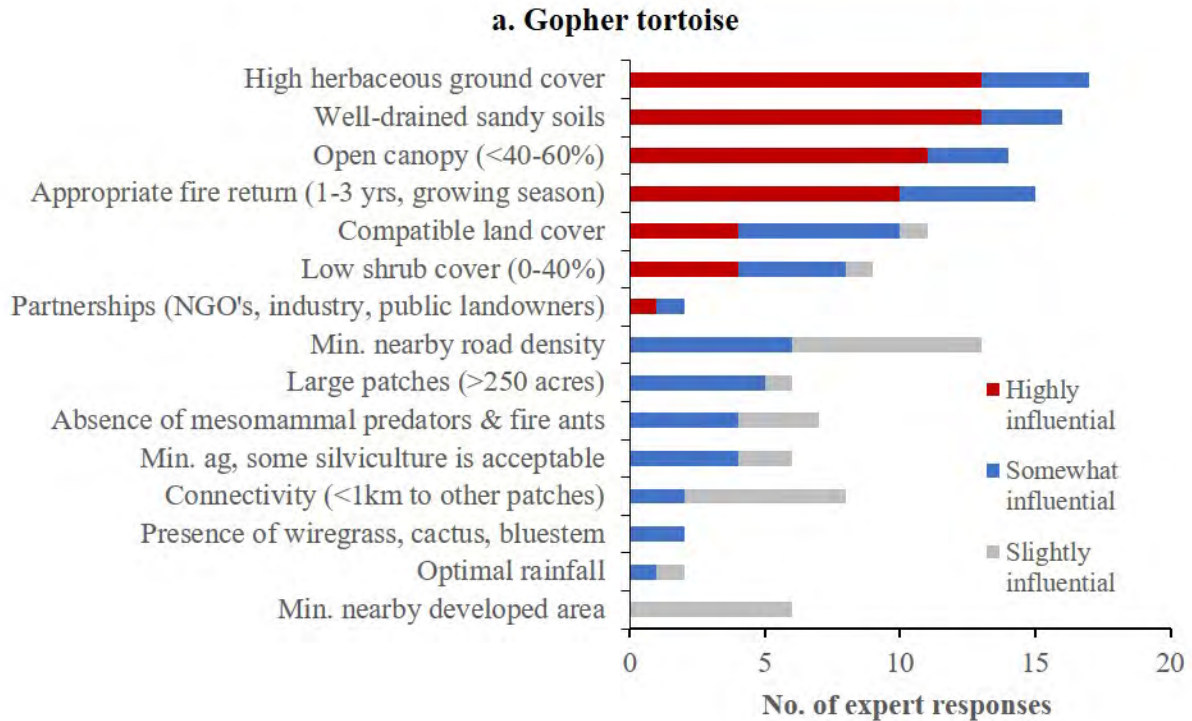 a. Gopher tortoise
High herbaceous ground cover
Well-drained sandy soils
Open canopy (<40-60%)
Appropriate fire return (1-3 yrs, growing season)
Compatible land cover
Low shrub cover (0-40%)
Partnerships (NGO's, industry, public landowners)
Min. nearby road density
Large patches (>250 acres)
Absence of mesomammal predators & fire ants
Min. ag, some silviculture is acceptable
Connectivity (<1km to other patches)
Presence of wiregrass, cactus, bluestem
Optimal rainfall
Min. nearby developed area
Highly
influential
Somewhat
influential
Slightly
influential
0 5 10 15 20
No. of expert responses